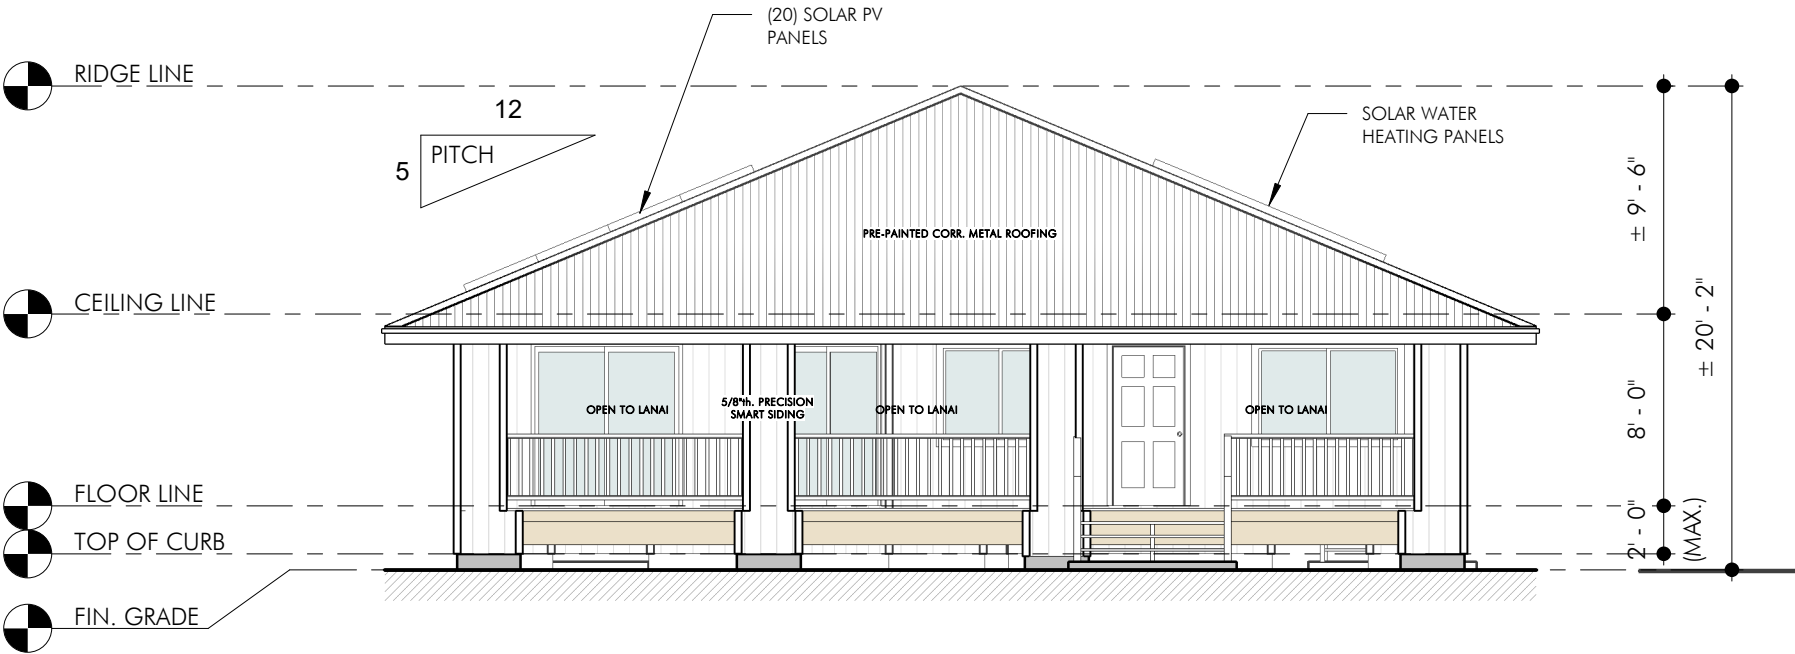 (20) SOLAR PV
PANELS
RIDGE LINE
12
PITCH
5
SOLAR WATER
HEATING PANELS
± 9' - 6"
PRE-PAINTED CORR. METAL ROOFING
CEILING LINE
± 20' - 2"
8' - 0"
OPEN TO LANAI
5/8"th. PRECISION
SMART SIDING
OPEN TO LANAI
OPEN TO LANAI
FLOOR LINE
TOP OF CURB
2' - 0"
(MAX.)
FIN. GRADE